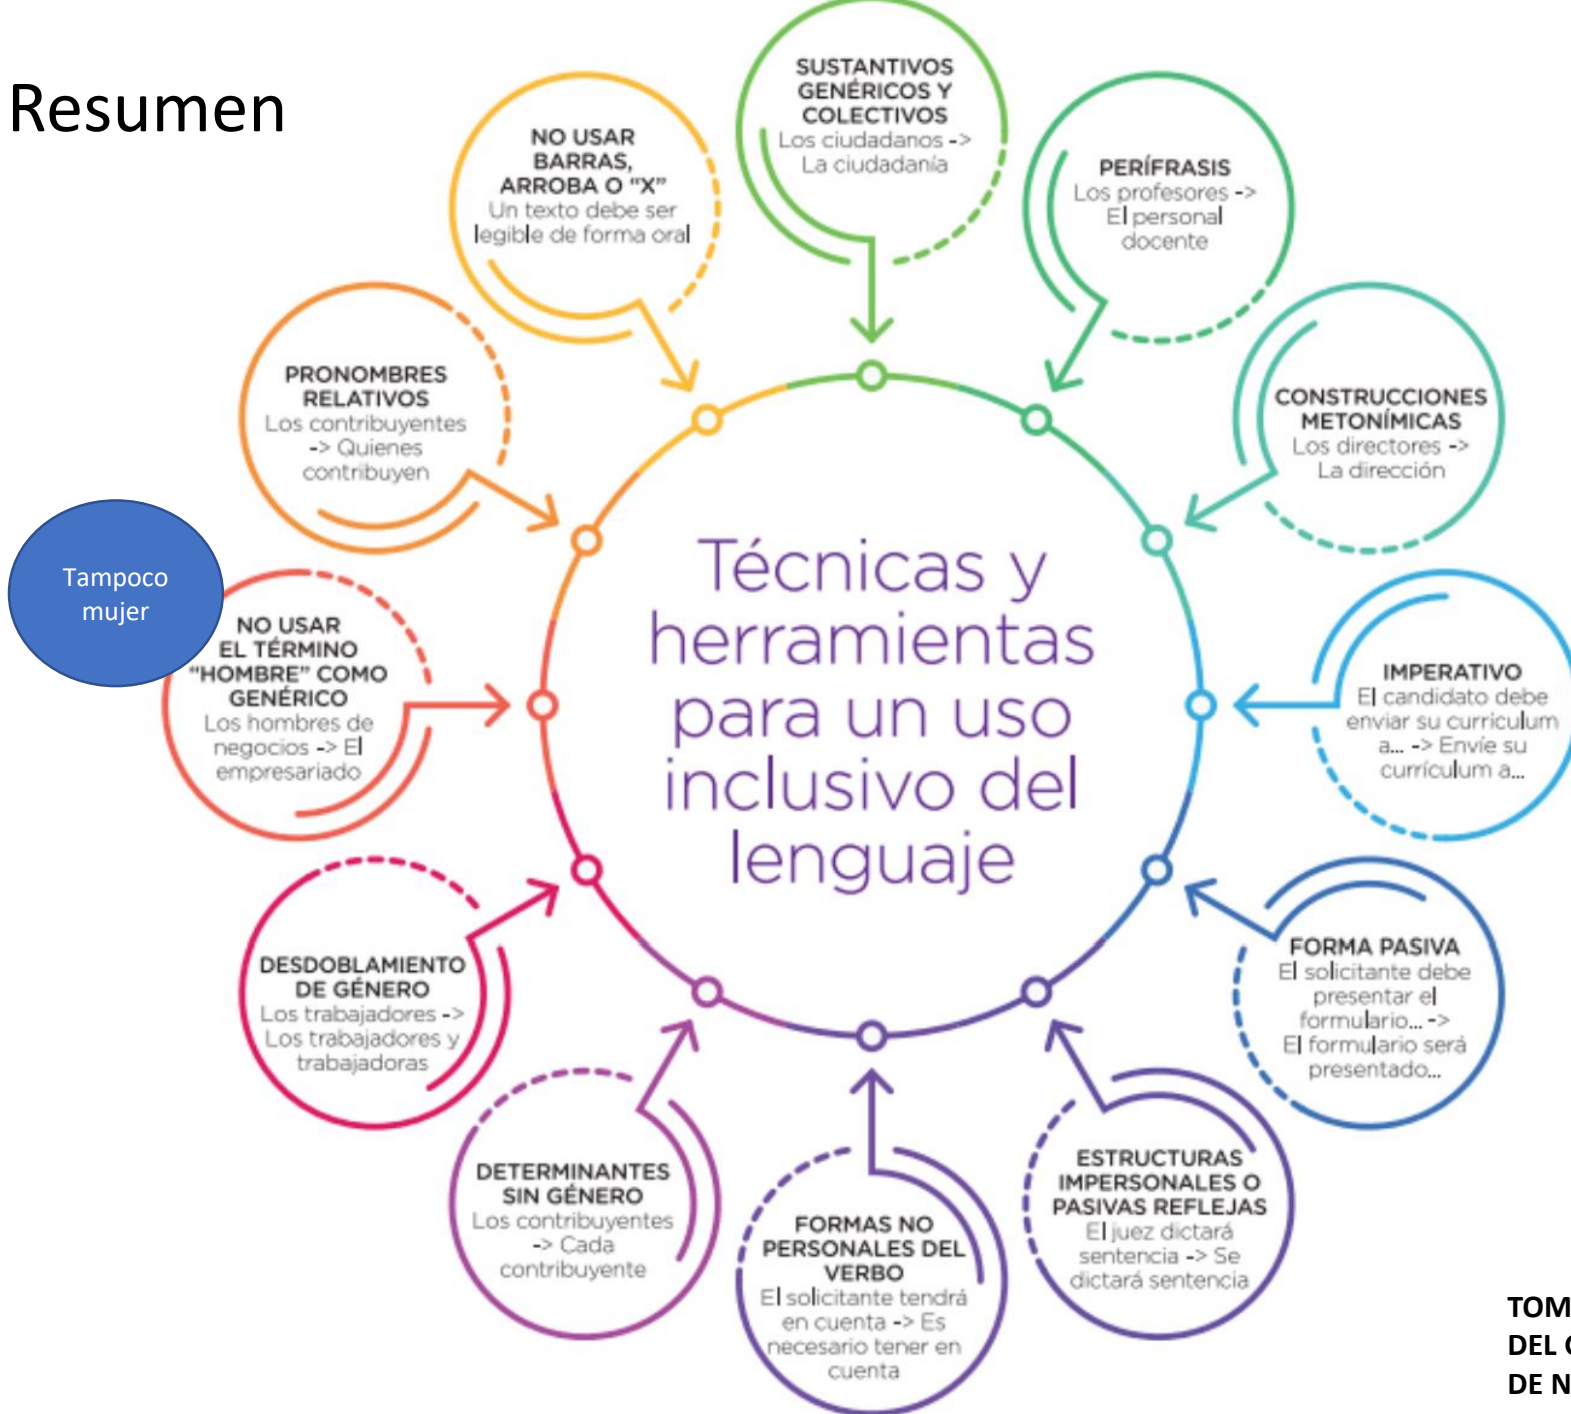 Resumen
SUSTANTIVOS
GENÉRICOS Y
COLECTIVOS
Los ciudadanos ->
La ciudadanía
PERÍFRASIS
Los profesores ->
El personal
docente
CONSTRUCCIONES
METONÍMICAS
Los directores ->
La dirección
IMPERATIVO
El candidato debe
enviar su currículum
a... -> Envíe su
currículum a...
FORMA PASIVA
El solicitante debe
presentar el
formulario... ->
El formulario será
presentado...
ESTRUCTURAS
IMPERSONALES O
PASIVAS REFLEJAS
El juez dictará
sentencia -> Se
dictará sentencia
FORMAS NO
PERSONALES DEL
VERBO
El solicitante tendrá
en cuenta -> Es
necesario tener en
cuenta
DETERMINANTES
SIN GÉNERO
Los contribuyentes
-> Cada
contribuyente
DESDOBLAMIENTO
DE GÉNERO
Los trabajadores ->
Los trabajadores y
trabajadoras
NO USAR
EL TÉRMINO
"HOMBRE" COMO
GENÉRICO
Los hombres de
negocios -> El
empresariado
Tampoco
mujer
PRONOMBRES
RELATIVOS
Los contribuyentes
-> Quienes
contribuyen
NO USAR
BARRAS,
ARROBA O “X”
Un texto debe ser
legible de forma oral
Técnicas y
herramientas
para un uso
inclusivo del
lenguaje
TOM
DEL
DE N